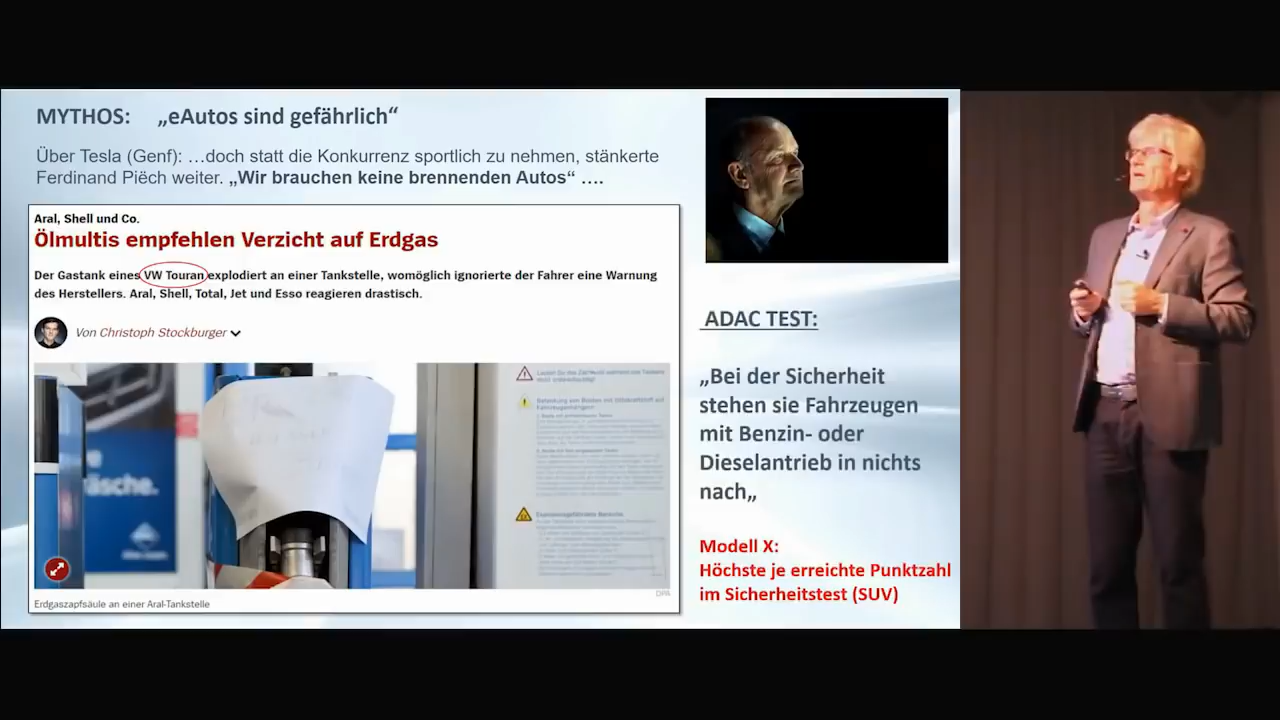 MYTHOS: „eAutos sind gefährlich“
Über Tesla (Genf): …doch statt die Konkurrenz sportlich zu nehmen, stänkerte
Ferdinand Piëch weiter. „Wir brauchen keine brennenden Autos“ ….
Aral, Shell und Co.
Ölmultis empfehlen Verzicht auf Erdgas
Der Gastank eines VW Touran explodiert an einer Tankstelle, womöglich ignorierte der Fahrer eine Warnung
des Herstellers. Aral, Shell, Total, Jet und Esso reagieren drastisch.
Von Christoph Stockburger
DPA
Erdgaszapfsäule an einer Aral-Tankstelle
ADAC TEST:
„Bei der Sicherheit
stehen sie Fahrzeugen
mit Benzin- oder
Dieselantrieb in nichts
nach„
Modell X:
Höchste je erreichte Punktzahl
im Sicherheitstest (SUV)